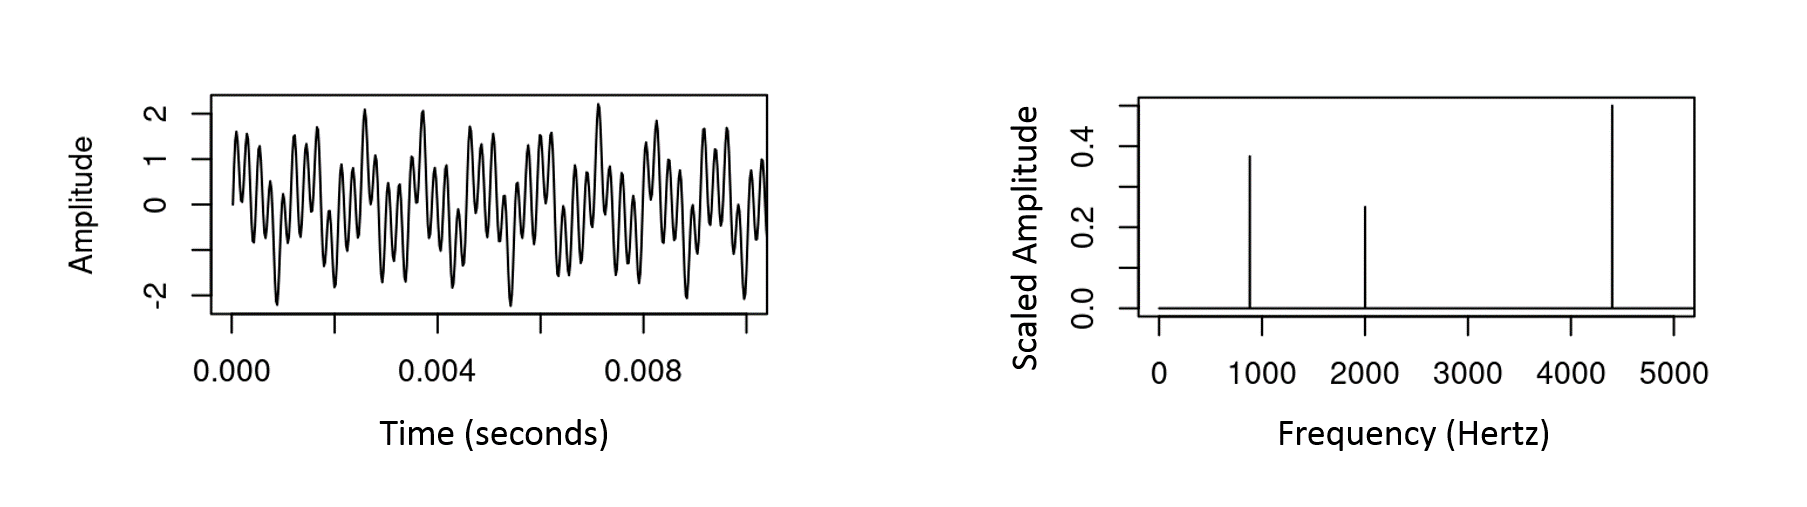 Amplitude
2
1
0
-2
0.000 0.004 0.008
Time (seconds)
Scaled Amplitude
0.4
0.2
0.0
0 1000 2000 3000 4000 5000
Frequency (Hertz)